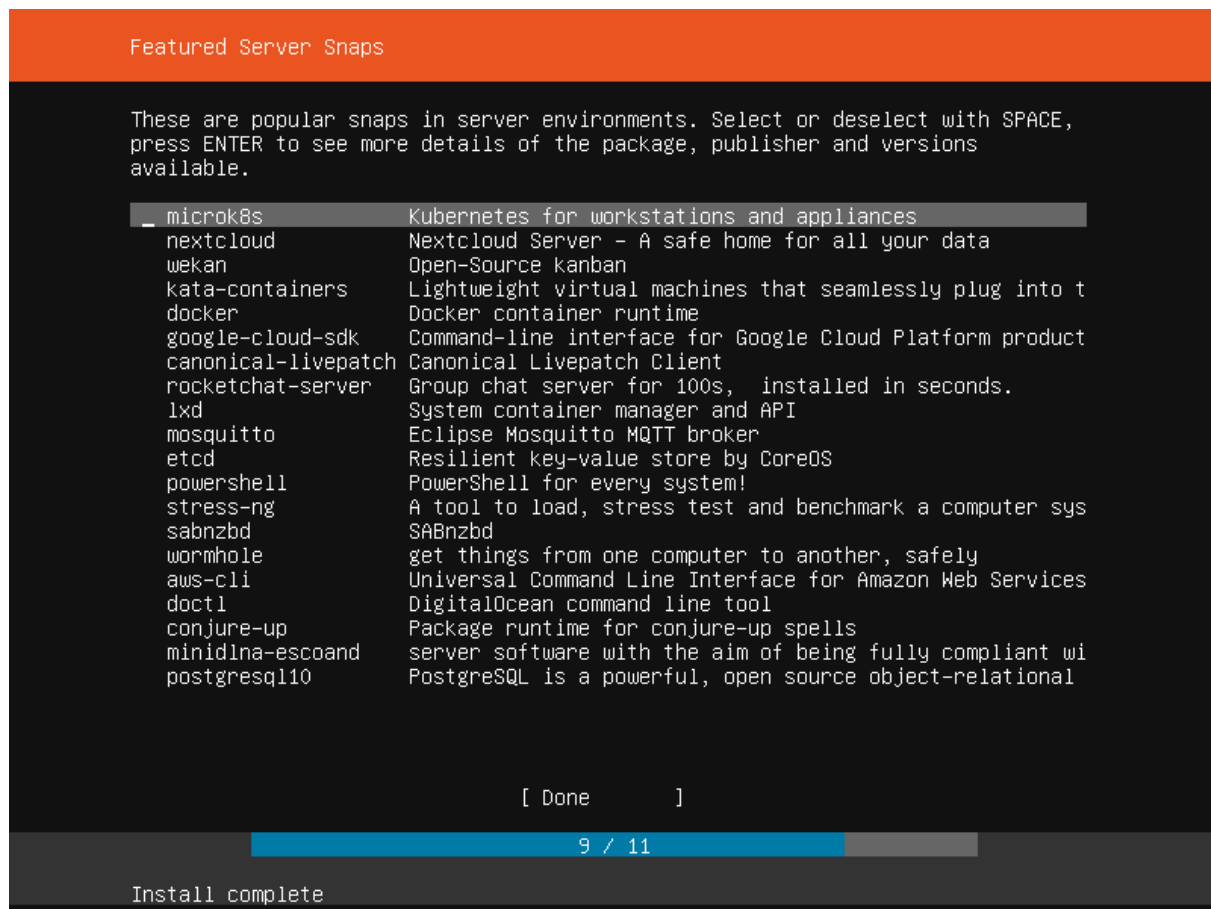 Featured Server Snaps
These are popular snaps in server environments. Select or deselect with SPACE,
press ENTER to see more details of the package, publisher and versions
available.
microk8s Kubernetes for workstations and appliances
nextcloud Nextcloud Server – A safe home for all your data
wekan Open-Source kanban
kata-containers Lightweight virtual machines that seamlessly plug into t
docker Docker container runtime
google-cloud-sdk Command-line interface for Google Cloud Platform product
canonical-livepatch Canonical Livepatch Client
rocketchat-server Group chat server for 100s,  installed in seconds.
lxd System container manager and API
mosquitto Eclipse Mosquitto MQTT broker
etcd Resilient key-value store by CoreOS
powershell PowerShell for every system!
stress-ng A tool to load, stress test and benchmark a computer sys
sabnzbd SABnzbd
wormhole get things from one computer to another, safely
aws-cli Universal Command Line Interface for Amazon Web Services
doctl DigitalOcean command line tool
conjure-up Package runtime for conjure-up spells
minidlna-escoand server software with the aim of being fully compliant wi
postgresql10 PostgreSQL is a powerful, open source object-relational
[ Done ]
9 / 11
Install complete